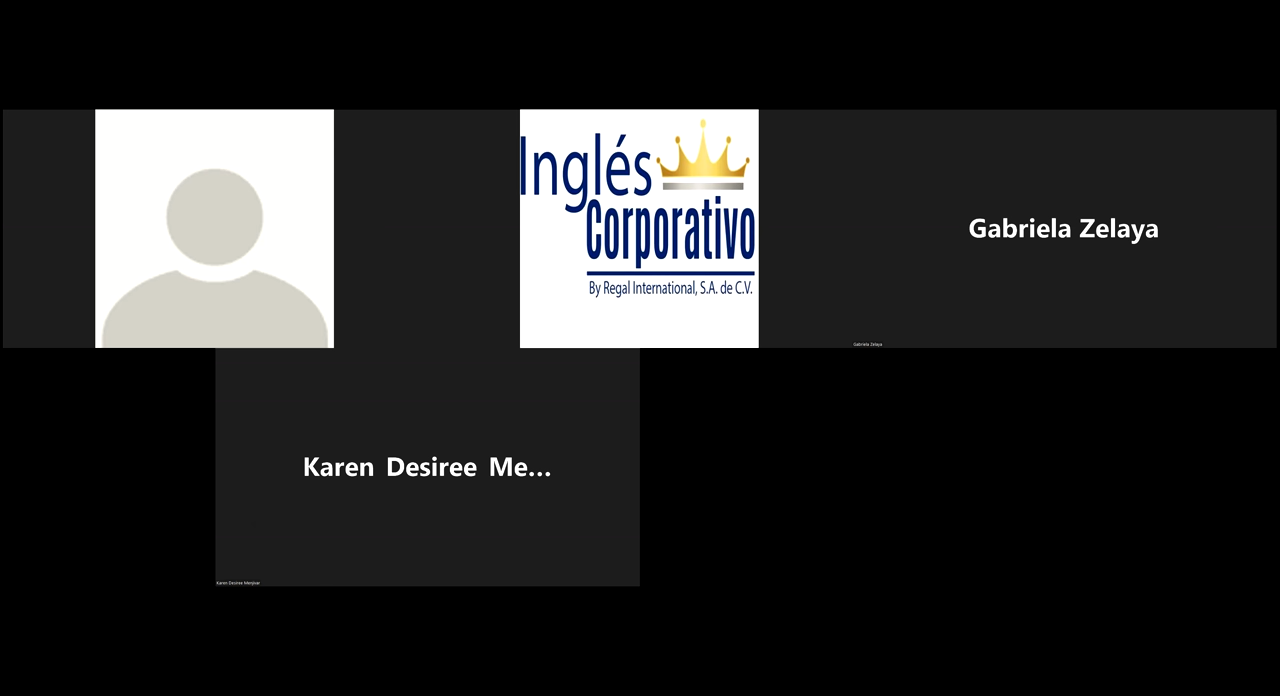 Inglés
Corporativo
By Regal International, S.A. de C.V.
Gabriela Zelaya
Gabriela Zelaya
Karen Desiree Me...
Karen Desiree Menjivar